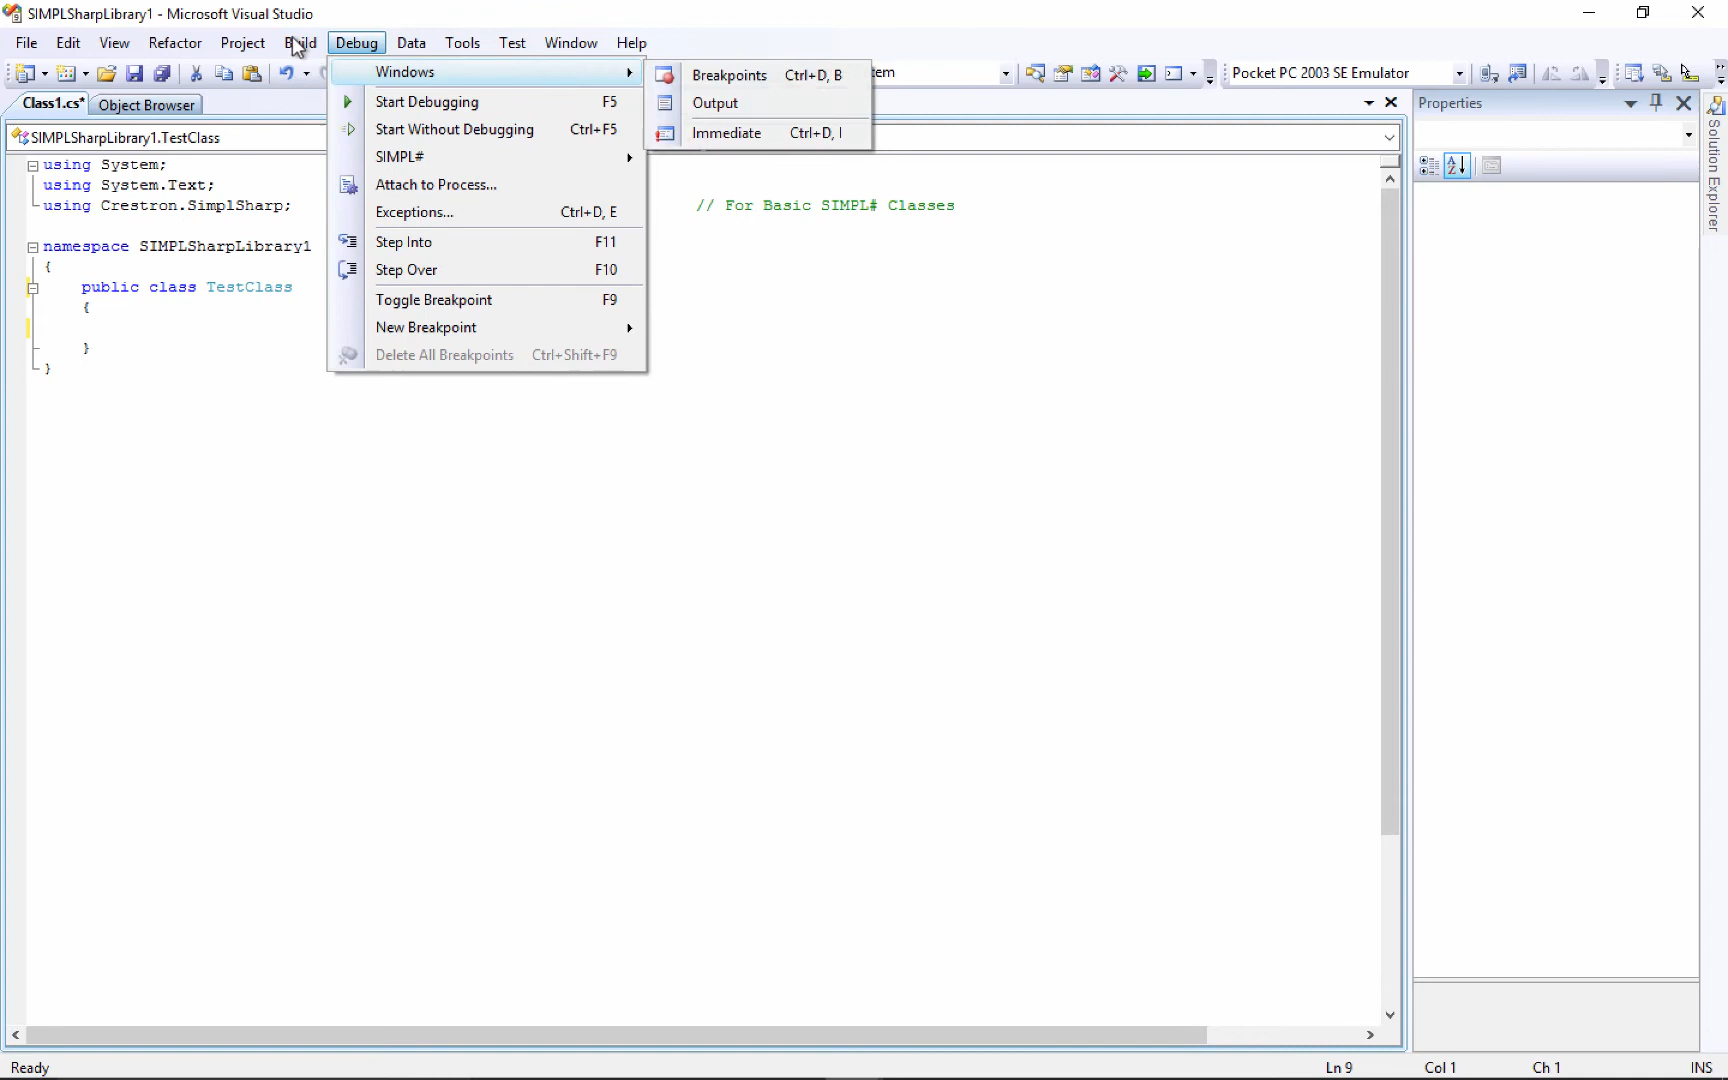 SIMPLSharpLibrary1 - Microsoft Visual Studio
File Edit View Refactor Project Build Debug Data Tools Test Window Help
tem Pocket PC 2003 SE Emulator
Class1.cs* Object Browser
SIMPLSharpLibrary1.TestClass
using System;
using System.Text;
using Crestron.SimplSharp; // For Basic SIMPL# Classes
namespace SIMPLSharpLibrary1
{
public class TestClass
{
}
}
Windows
Start Debugging F5
Start Without Debugging Ctrl+F5
SIMPL#
Attach to Process...
Exceptions... Ctrl+D, E
Step Into F11
Step Over F10
Toggle Breakpoint F9
New Breakpoint
Delete All Breakpoints Ctrl+Shift+F9
Breakpoints Ctrl+D, B
Output
Immediate Ctrl+D, I
Properties
Solution Explorer
Ready Ln 9 Col 1 Ch 1 INS